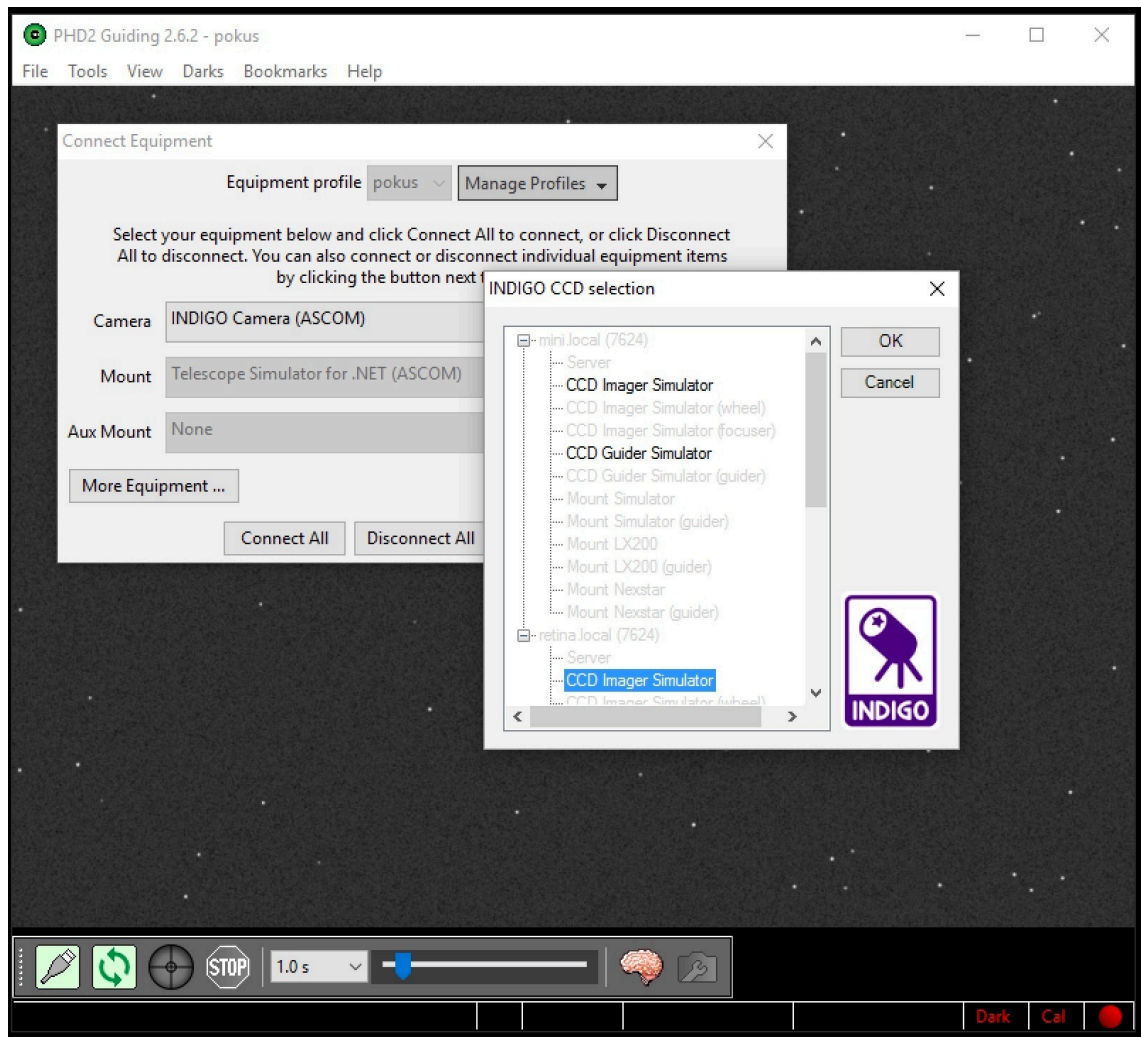 PHD2 Guiding 2.6.2 - pokus
File Tools View Darks Bookmarks Help
Connect Equipment
Equipment profile pokus Manage Profiles
Select your equipment below and click Connect All to connect, or click Disconnect
All to disconnect. You can also connect or disconnect individual equipment items
by clicking the button next
Camera INDIGO Camera (ASCOM)
Mount Telescope Simulator for .NET (ASCOM)
Aux Mount None
More Equipment ...
Connect All Disconnect All
INDIGO CCD selection
mini.local (7624)
Server
CCD Imager Simulator
CCD Imager Simulator (wheel)
CCD Imager Simulator (focuser)
CCD Guider Simulator
CCD Guider Simulator (guider)
Mount Simulator
Mount Simulator (guider)
Mount LX200
Mount LX200 (guider)
Mount Nexstar
Mount Nexstar (guider)
retina.local (7624)
Server
CCD Imager Simulator
CCD Imager Simulator (wheel)
OK
Cancel
INDIGO
STOP 1.0 s
Dark Cal